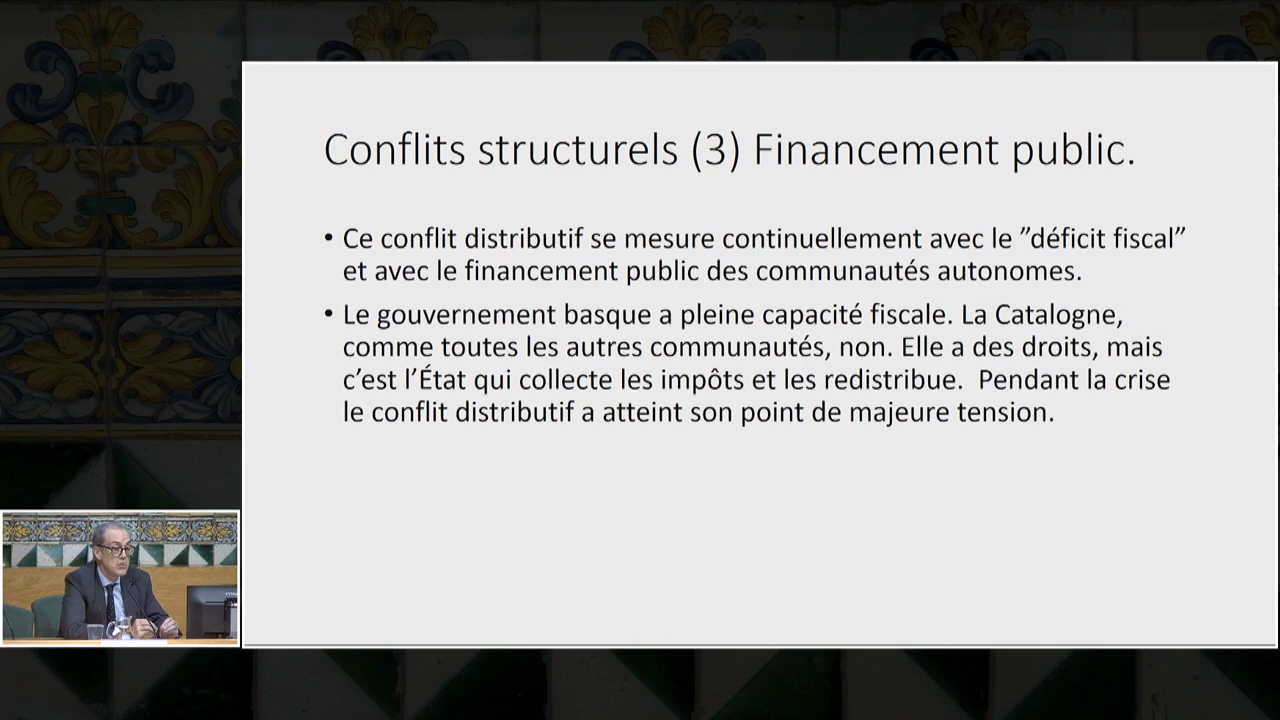 Conflits structurels (3) Financement public.
• Ce conflit distributif se mesure continuellement avec le ”déficit fiscal”
et avec le financement public des communautés autonomes.
• Le gouvernement basque a pleine capacité fiscale. La Catalogne,
comme toutes les autres communautés, non. Elle a des droits, mais
c’est l’État qui collecte les impôts et les redistribue.  Pendant la crise
le conflit distributif a atteint son point de majeure tension.